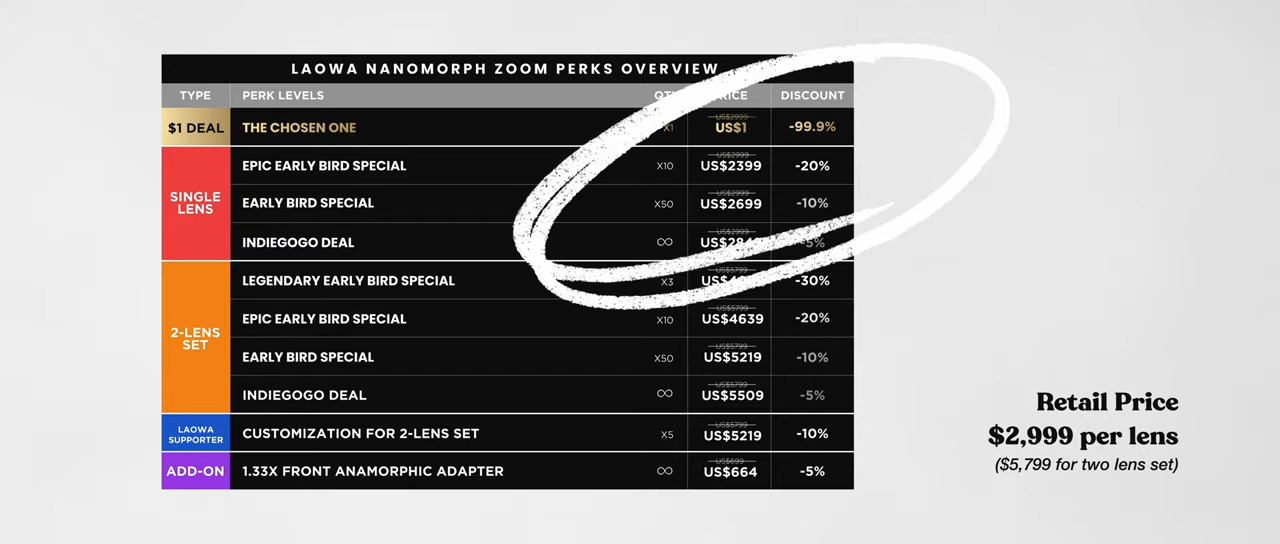 LAOWA NANOMORPH ZOOM PERKS OVERVIEW
TYPE PERK LEVELS DISCOUNT
$1 DEAL THE CHOSEN ONE X1 US$2999 US$1 -99.9%
SINGLE LENS
EPIC EARLY BIRD SPECIAL X10 US$2999 US$2399 -20%
EARLY BIRD SPECIAL X50 US$2999 US$2699 -10%
INDIEGOGO DEAL ∞ US$2999 -5%
2-LENS SET
LEGENDARY EARLY BIRD SPECIAL X3 US$5799 -30%
EPIC EARLY BIRD SPECIAL X10 US$5799 US$4639 -20%
EARLY BIRD SPECIAL X50 US$5799 US$5219 -10%
INDIEGOGO DEAL ∞ US$5799 US$5509 -5%
LAOWA SUPPORTER
CUSTOMIZATION FOR 2-LENS SET X5 US$5799 US$5219 -10%
ADD-ON 1.33X FRONT ANAMORPHIC ADAPTER ∞ US$699 US$664 -5%
Retail Price
$2,999 per lens
($5,799 for two lens set)